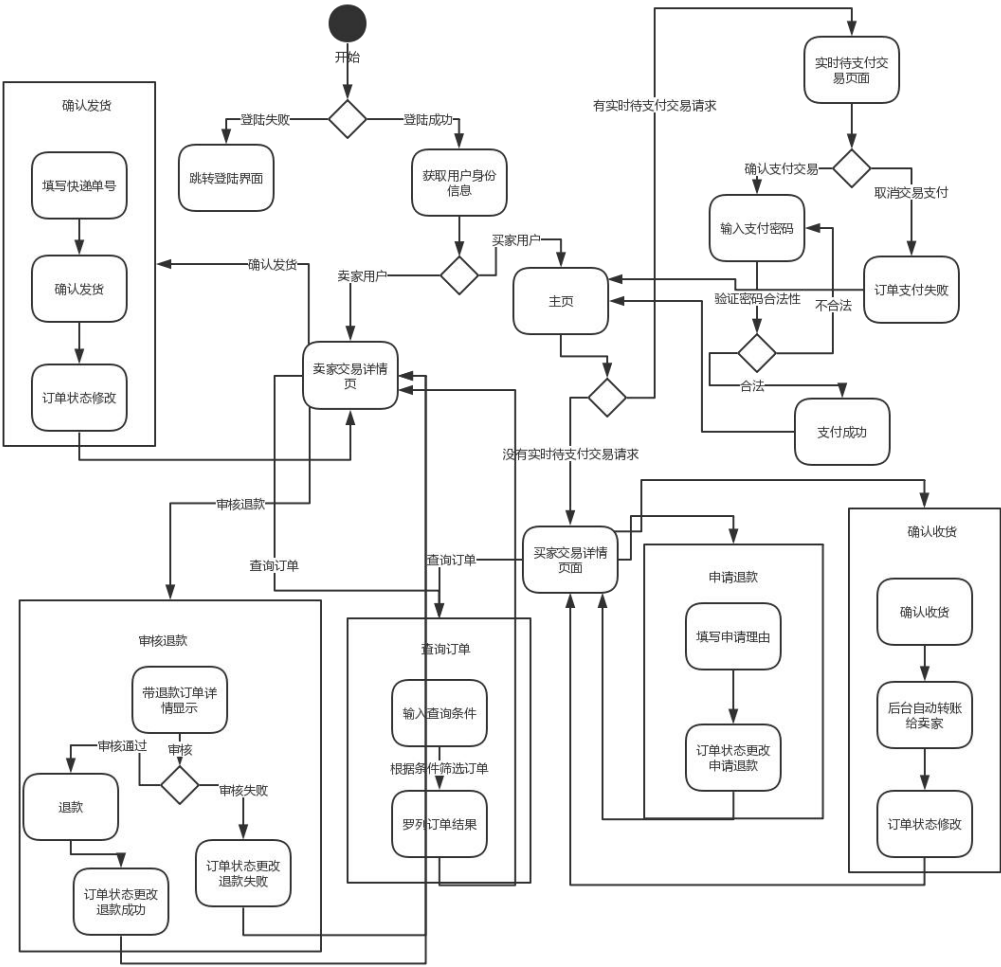 开始
有实时待支付交易请求
实时待支付交
易页面
确认发货
登陆失败
登陆成功
填写快递单号
跳转登陆界面
获取用户身份
信息
确认支付交易
取消交易支付
输入支付密码
买家用户
确认发货
卖家用户
确认发货
主页
订单支付失败
验证密码合法性
不合法
卖家交易详情
页
合法
订单状态修改
支付成功
没有实时待支付交易请求
审核退款
查询订单
查询订单
买家交易详情
页面
确认收货
申请退款
确认收货
填写申请理由
审核退款
查询订单
带退款订单详
情显示
输入查询条件
后台自动转账
给卖家
审核通过
审核
订单状态更改
申请退款
根据条件筛选订单
审核失败
退款
罗列订单结果
订单状态修改
订单状态更改
退款失败
订单状态更改
退款成功